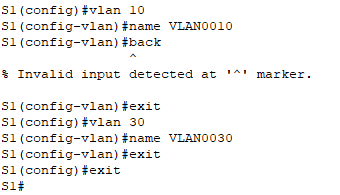 S1(config)#vlan 10
S1(config-vlan)#name VLAN0010
S1(config-vlan)#back
^
% Invalid input detected at '^' marker.
S1(config-vlan)#exit
S1(config)#vlan 30
S1(config-vlan)#name VLAN0030
S1(config-vlan)#exit
S1(config)#exit
S1#